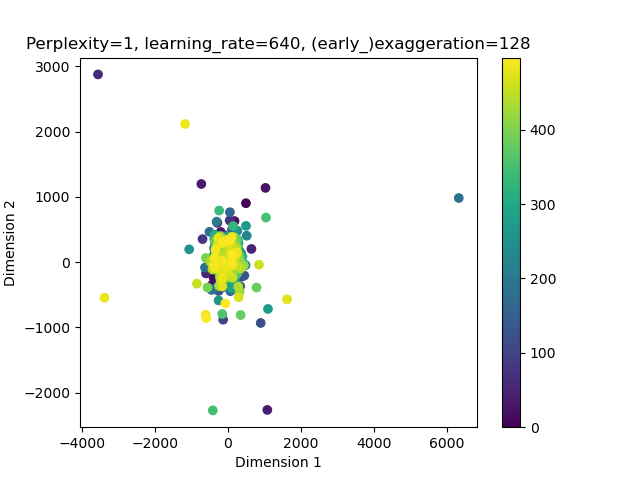 Perplexity=1, learning_rate=640, (early_)exaggeration=128
3000
2000
1000
0
−1000
−2000
−4000 −2000 0 2000 4000 6000
Dimension 1
Dimension 2
400
300
200
100
0